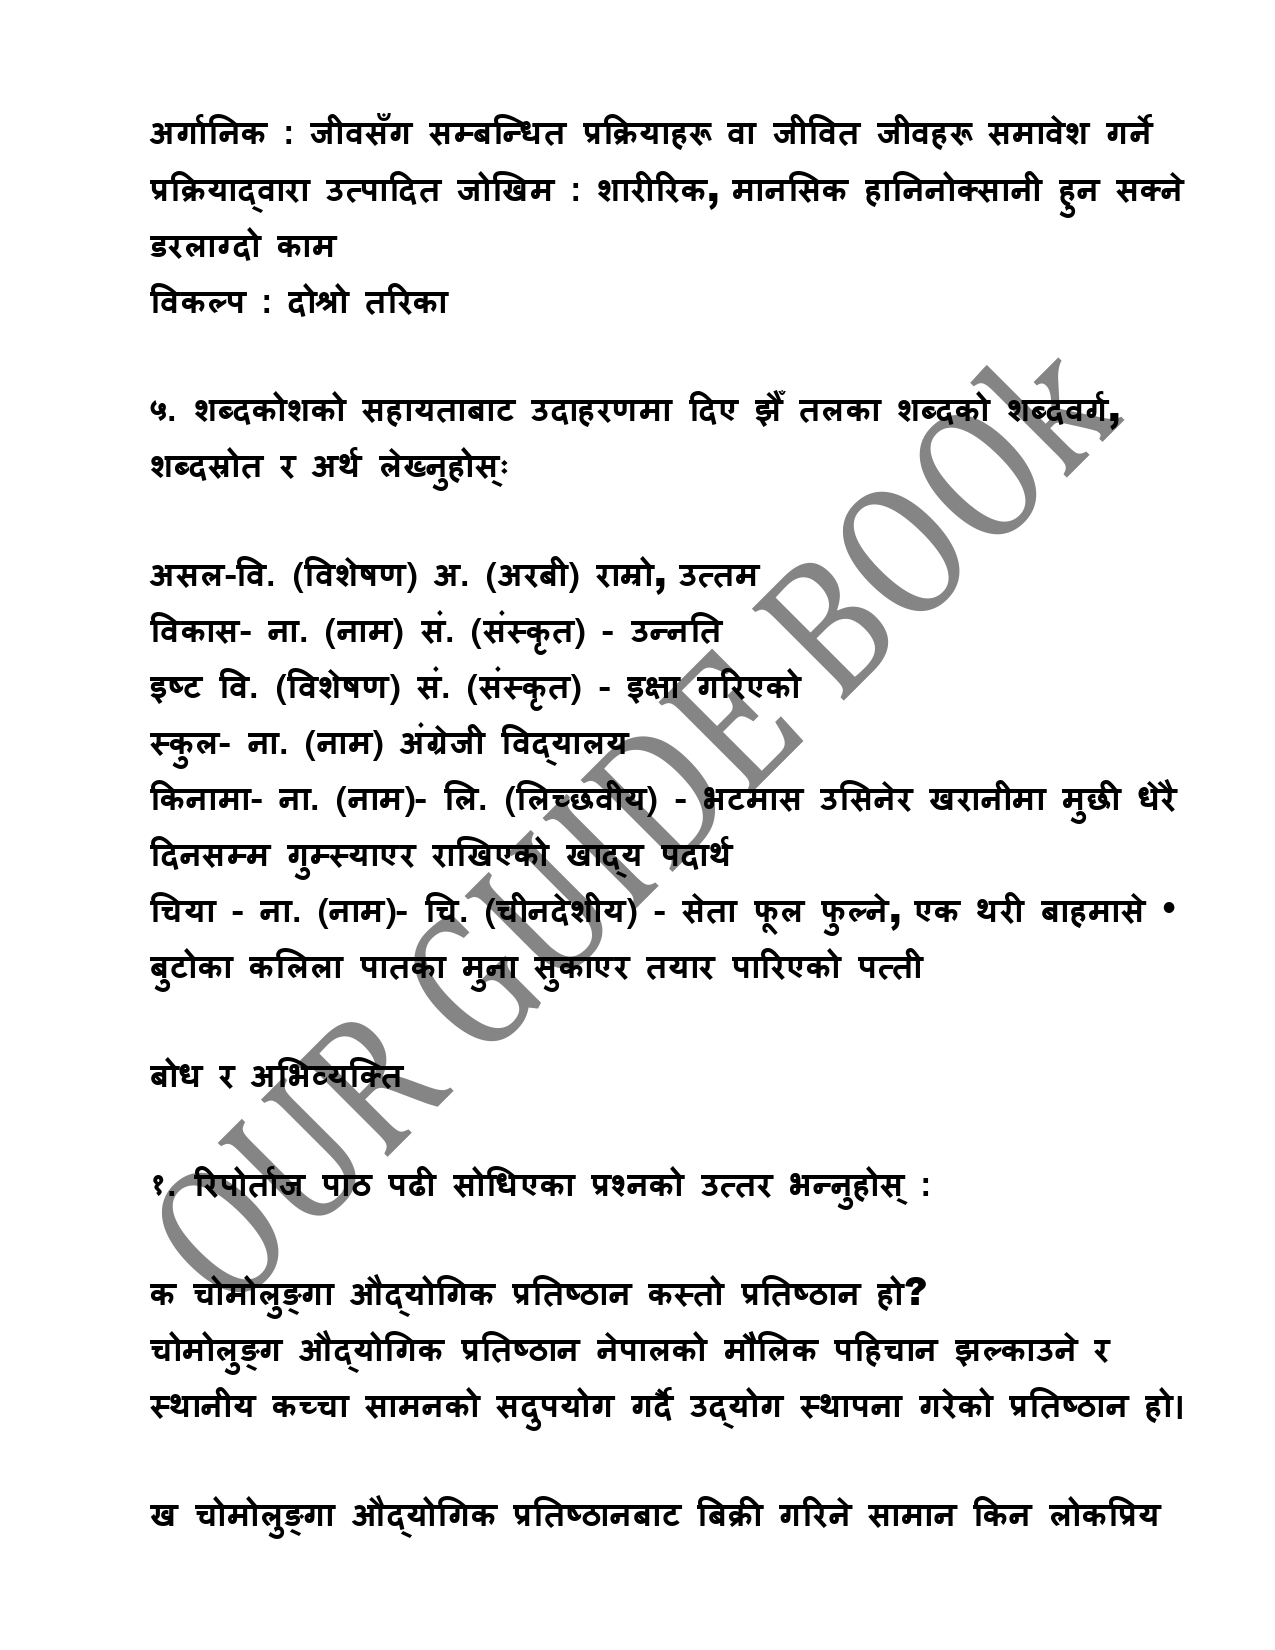 अर्गानिक : जीवसँग सम्बन्धित प्रक्रियाहरू वा जीवित जीवहरू समावेश गर्ने
प्रक्रियाद्वारा उत्पादित जोखिम : शारीरिक, मानसिक हानिनोक्सानी हुन सक्ने
डरलाग्दो काम
विकल्प : दोश्रो तरिका
५. शब्दकोशको सहायताबाट उदाहरणमा दिए झैँ तलका शब्दको शब्दवर्ग,
शब्दस्रोत र अर्थ लेख्नुहोस्ः
असल-वि. (विशेषण) अ. (अरबी) राम्रो, उत्तम
विकास- ना. (नाम) सं. (संस्कृत) - उन्नति
इष्ट वि. (विशेषण) सं. (संस्कृत) - इक्षा गरिएको
स्कुल- ना. (नाम) अंग्रेजी विद्यालय
किनामा- ना. (नाम)- लि. (लिच्छवीय) - भटमास उसिनेर खरानीमा मुछी धेरै
दिनसम्म गुम्स्याएर राखिएको खाद्य पदार्थ
चिया - ना. (नाम)- चि. (चीनदेशीय) - सेता फूल फुल्ने, एक थरी बाह्रमासे •
बुटोका कलिला पातका मुना सुकाएर तयार पारिएको पत्ती
बोध र अभिव्यक्ति
१. रिपोर्ताज पाठ पढी सोधिएका प्रश्नको उत्तर भन्नुहोस् :
क चोमोलुङ्गा औद्योगिक प्रतिष्ठान कस्तो प्रतिष्ठान हो?
चोमोलुङ्ग औद्योगिक प्रतिष्ठान नेपालको मौलिक पहिचान झल्काउने र
स्थानीय कच्चा सामनको सदुपयोग गर्दै उद्योग स्थापना गरेको प्रतिष्ठान हो।
ख चोमोलुङ्गा औद्योगिक प्रतिष्ठानबाट बिक्री गरिने सामान किन लोकप्रिय
OUR GUIDE BOOk